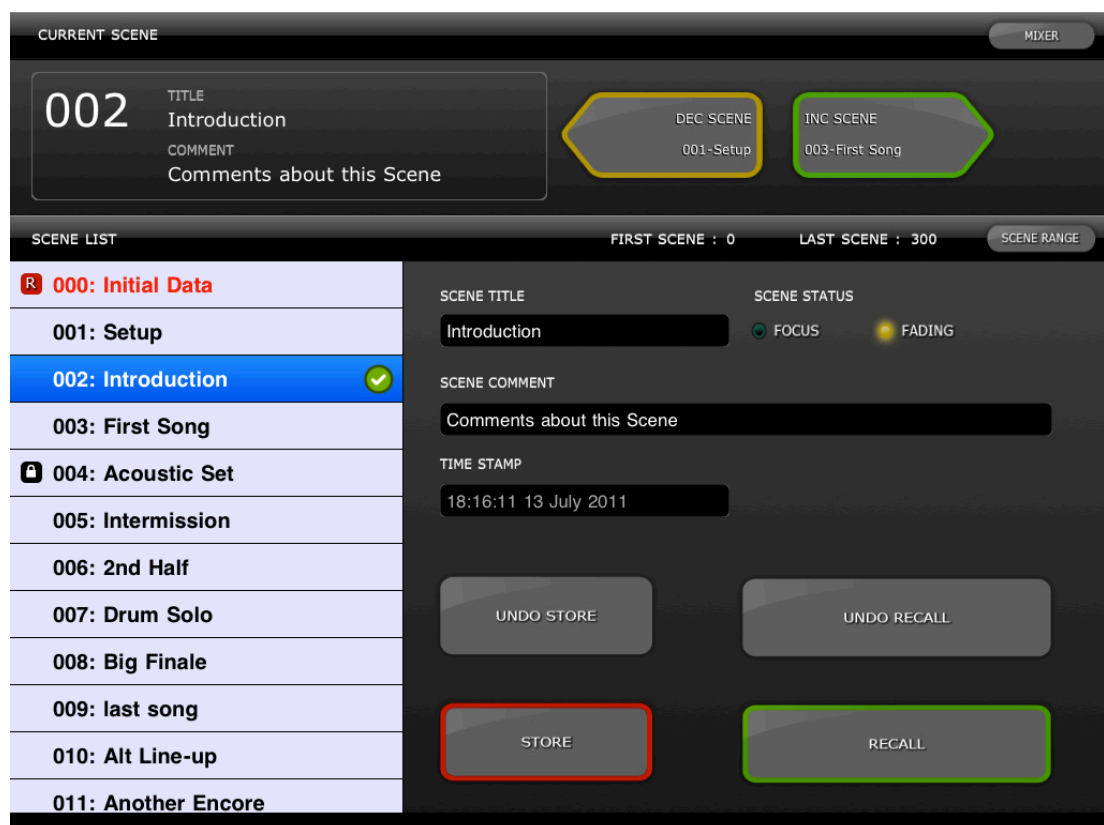 CURRENT SCENE
MIXER
002
TITLE
Introduction
COMMENT
Comments about this Scene
DEC SCENE
001-Setup
INC SCENE
003-First Song
SCENE LIST
FIRST SCENE : 0
LAST SCENE : 300
SCENE RANGE
R 000: Initial Data
001: Setup
002: Introduction
003: First Song
004: Acoustic Set
005: Intermission
006: 2nd Half
007: Drum Solo
008: Big Finale
009: last song
010: Alt Line-up
011: Another Encore
SCENE TITLE
Introduction
SCENE STATUS
FOCUS
FADING
SCENE COMMENT
Comments about this Scene
TIME STAMP
18:16:11 13 July 2011
UNDO STORE
UNDO RECALL
STORE
RECALL